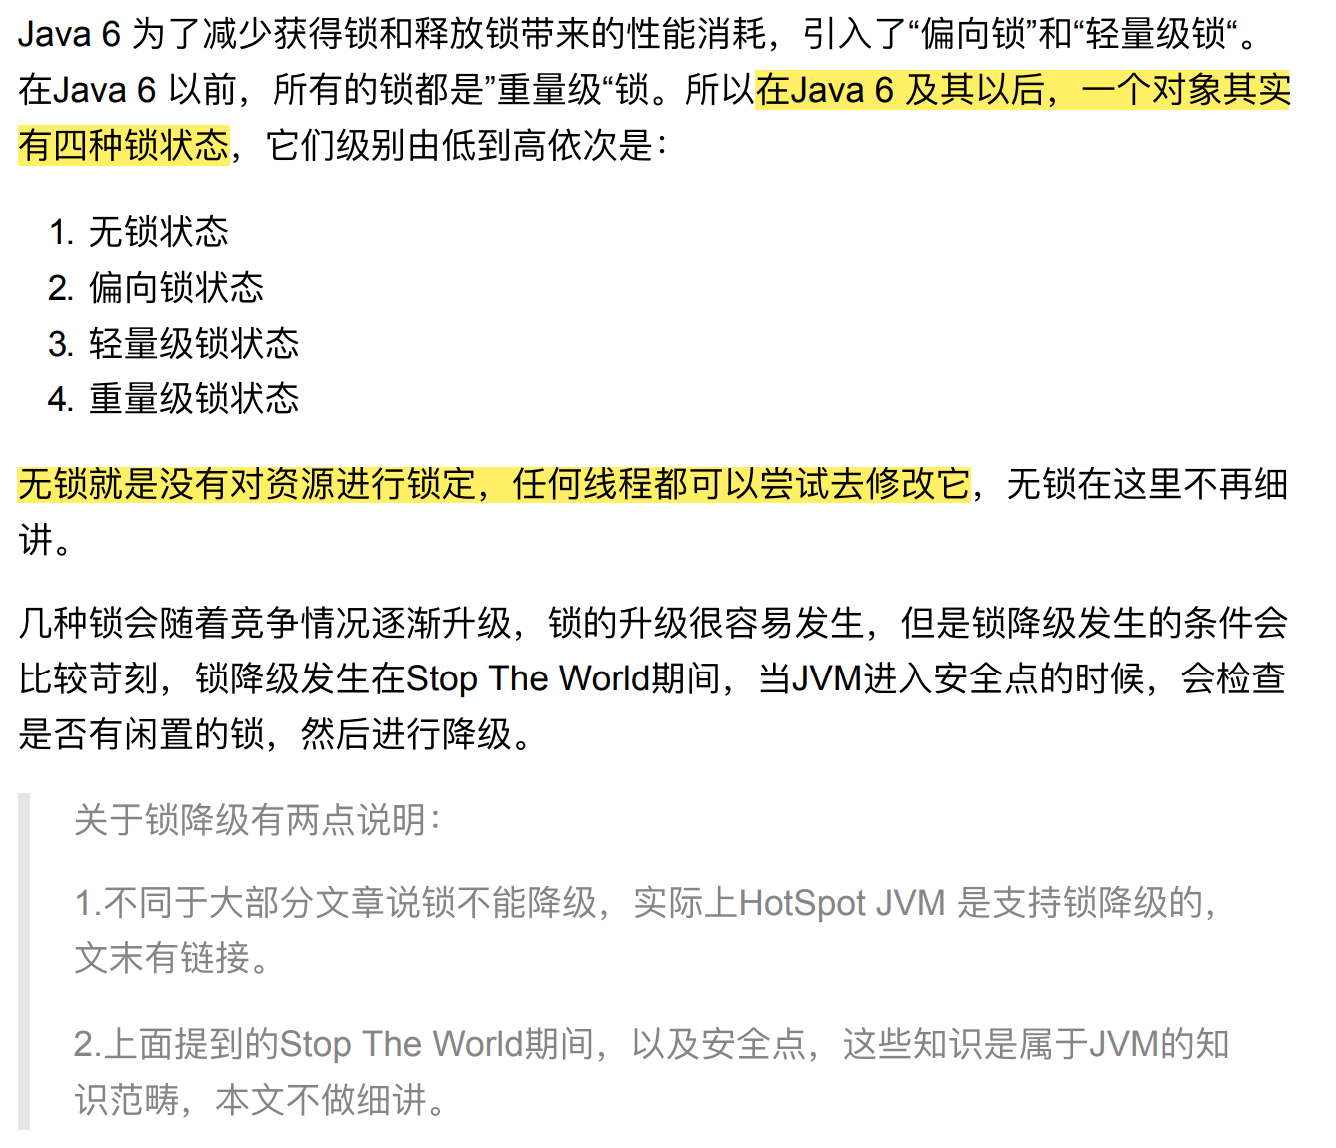 Java 6 为了减少获得锁和释放锁带来的性能消耗，引入了“偏向锁”和“轻量级锁“。
在Java 6 以前，所有的锁都是”重量级“锁。所以在Java 6 及其以后，一个对象其实
有四种锁状态，它们级别由低到高依次是：
1. 无锁状态
2. 偏向锁状态
3. 轻量级锁状态
4. 重量级锁状态
无锁就是没有对资源进行锁定，任何线程都可以尝试去修改它，无锁在这里不再细
讲。
几种锁会随着竞争情况逐渐升级，锁的升级很容易发生，但是锁降级发生的条件会
比较苛刻，锁降级发生在Stop The World期间，当JVM进入安全点的时候，会检查
是否有闲置的锁，然后进行降级。
关于锁降级有两点说明：
1.不同于大部分文章说锁不能降级，实际上HotSpot JVM 是支持锁降级的，
文末有链接。
2.上面提到的Stop The World期间，以及安全点，这些知识是属于JVM的知
识范畴，本文不做细讲。